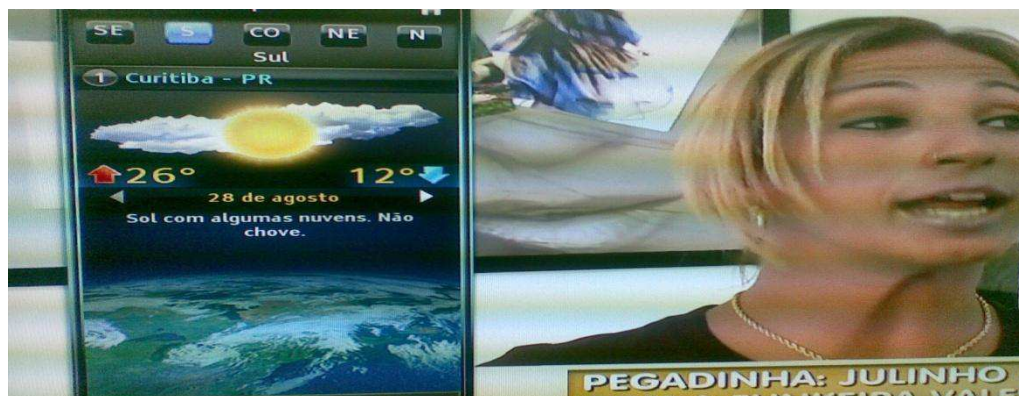 SE S CO NE N
Sul
1 Curitiba - PR
26° 12°
28 de agosto
Sol com algumas nuvens. Não
chove.
PEGADINHA: JULINHO
VALE